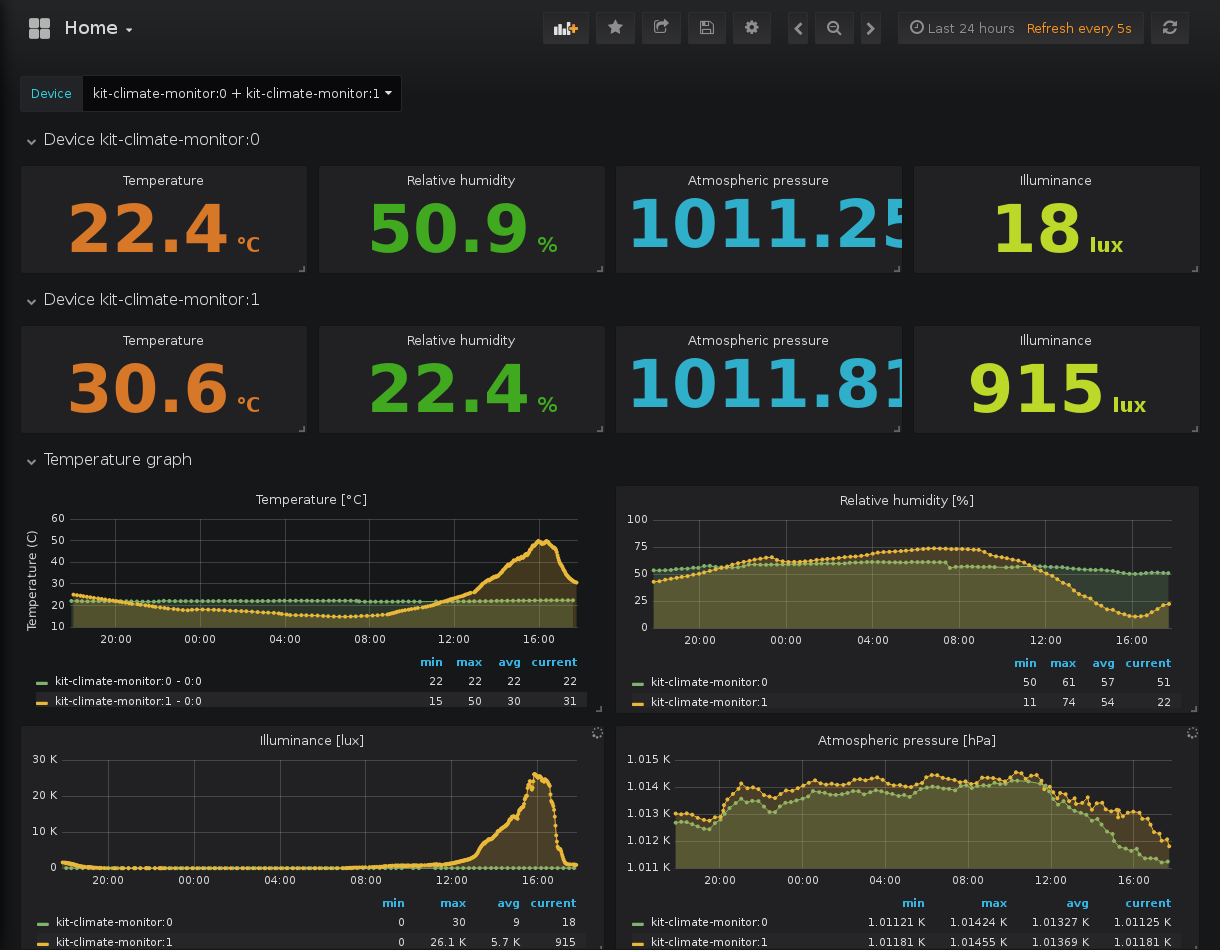 Home
Last 24 hours Refresh every 5s
Device kit-climate-monitor:0 + kit-climate-monitor:1
Device kit-climate-monitor:0
Temperature Relative humidity Atmospheric pressure Illuminance
22.4 °C 50.9 % 1011.25 18 lux
Device kit-climate-monitor:1
Temperature Relative humidity Atmospheric pressure Illuminance
30.6 °C 22.4 % 1011.81 915 lux
Temperature graph
Temperature [°C]
Temperature (C)
60
50
40
30
20
10
20:00 00:00 04:00 08:00 12:00 16:00
min max avg current
kit-climate-monitor:0 - 0:0 22 22 22 22
kit-climate-monitor:1 - 0:0 15 50 30 31
Relative humidity [%]
100
75
50
25
0
20:00 00:00 04:00 08:00 12:00 16:00
min max avg current
kit-climate-monitor:0 50 61 57 51
kit-climate-monitor:1 11 74 54 22
Illuminance [lux]
30 K
20 K
10 K
0
20:00 00:00 04:00 08:00 12:00 16:00
min max avg current
kit-climate-monitor:0 0 30 9 18
kit-climate-monitor:1 0 26.1 K 5.7 K 915
Atmospheric pressure [hPa]
1.015 K
1.014 K
1.013 K
1.012 K
1.011 K
20:00 00:00 04:00 08:00 12:00 16:00
min max avg current
kit-climate-monitor:0 1.01121 K 1.01424 K 1.01327 K 1.01125 K
kit-climate-monitor:1 1.01181 K 1.01455 K 1.01369 K 1.01181 K